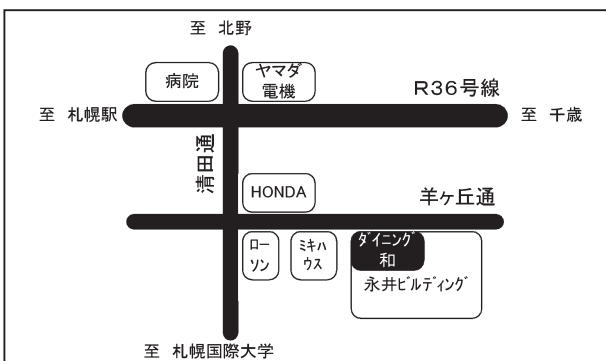 至 北野
病院
ヤマダ
電機
R36号線
至 札幌駅
至 千歳
清田通
HONDA
羊ヶ丘通
ロー
ソン
ミキハ
ウス
ダイニング
和
永井ビルディング
至 札幌国際大学